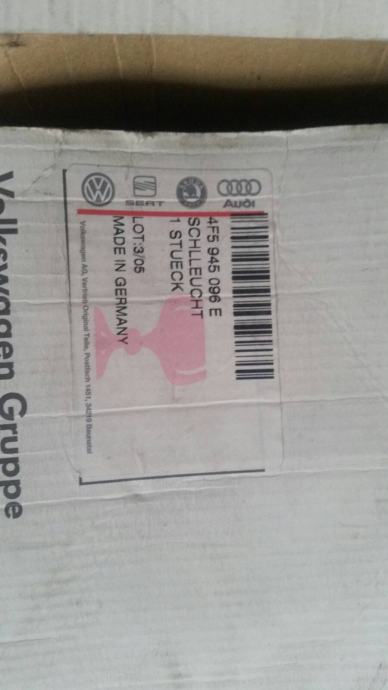 Volkswagen Gruppe
SEAT
Audi
4F5 945 096 E
SCHLLEUCHT
1 STUECK
LOT:3/05
MADE IN GERMANY
Volkswagen AG, Vertrieb Original Teile, Postfach 1451, 34219 Baunatal